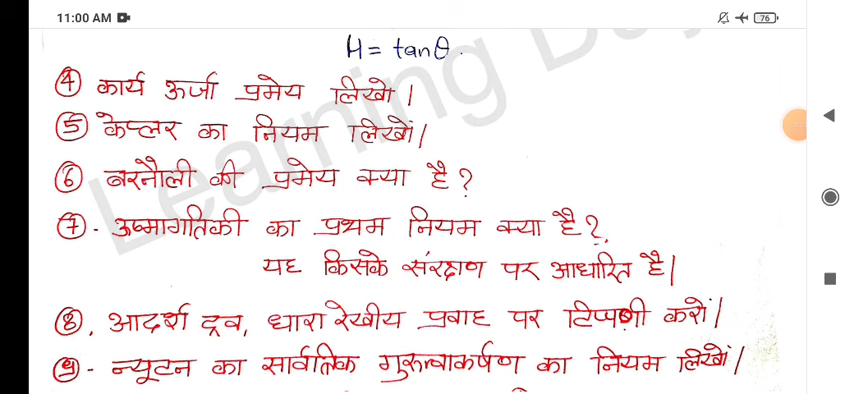 11:00 AM 76
H = tanθ.
④ कार्य ऊर्जा प्रमेय लिखो।
⑤ केप्लर का नियम लिखों।
⑥ बरनौली की प्रमेय क्या है?
⑦. ऊष्मागतिकी का प्रथम नियम क्या है?,
यह किसके संरक्षण पर आधारित है।
⑧, आदर्श द्रव, धारा रेखीय प्रवाह पर टिप्पणी करों।
⑨. न्यूटन का सार्वत्रिक गुरुत्वाकर्षण का नियम लिखों।
Learning Day